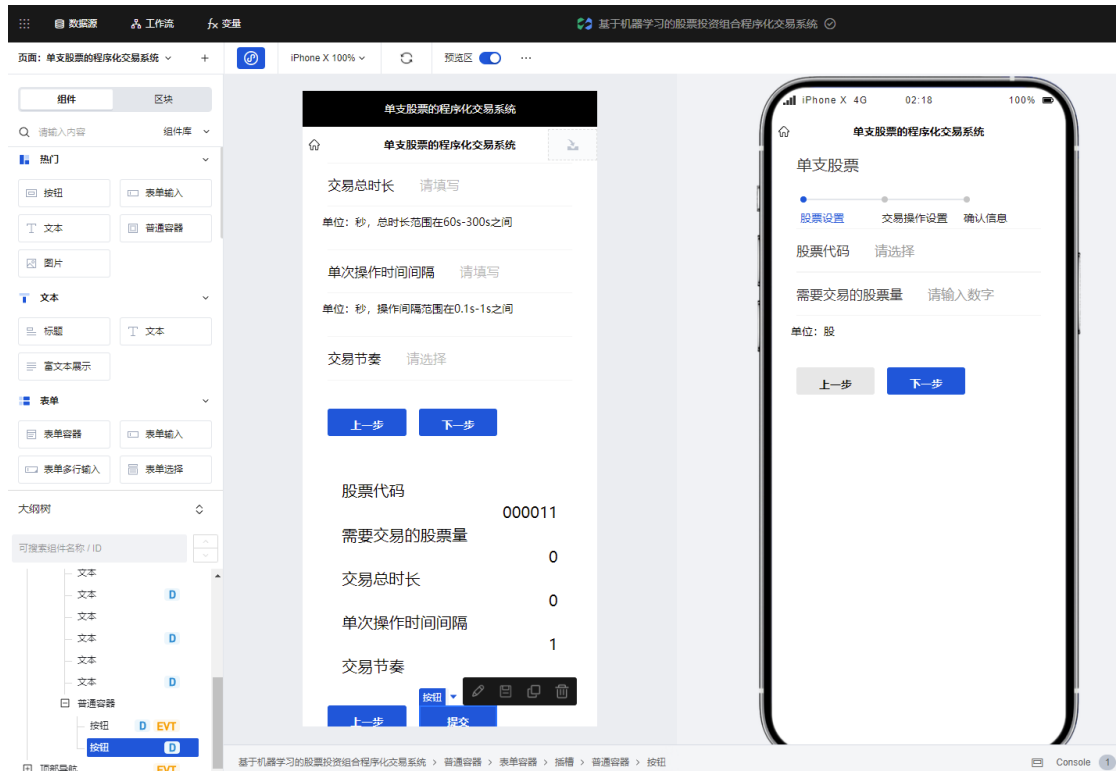 数据源 工作流 fx 变量 基于机器学习的股票投资组合程序化交易系统
页面: 单支股票的程序化交易系统 + iPhone X 100% 预览区 ...
组件 区块
请输入内容 组件库
热门
按钮 表单输入
文本 普通容器
图片
文本
标题 文本
富文本展示
表单
表单容器 表单输入
表单多行输入 表单选择
大纲树
可搜索组件名称 / ID
文本
文本 D
文本
文本 D
文本
文本 D
普通容器
按钮 D EVT
按钮 D
顶部导航 EVT
单支股票的程序化交易系统
单支股票的程序化交易系统
交易总时长 请填写
单位：秒，总时长范围在60s-300s之间
单次操作时间间隔 请填写
单位：秒，操作间隔范围在0.1s-1s之间
交易节奏 请选择
上一步 下一步
股票代码
000011
需要交易的股票量
0
交易总时长
0
单次操作时间间隔
1
交易节奏
按钮
上一步 提交
iPhone X 4G 02:18 100%
单支股票的程序化交易系统
单支股票
股票设置 交易操作设置 确认信息
股票代码 请选择
需要交易的股票量 请输入数字
单位：股
上一步 下一步
基于机器学习的股票投资组合程序化交易系统 > 普通容器 > 表单容器 > 插槽 > 普通容器 > 按钮
Console 1